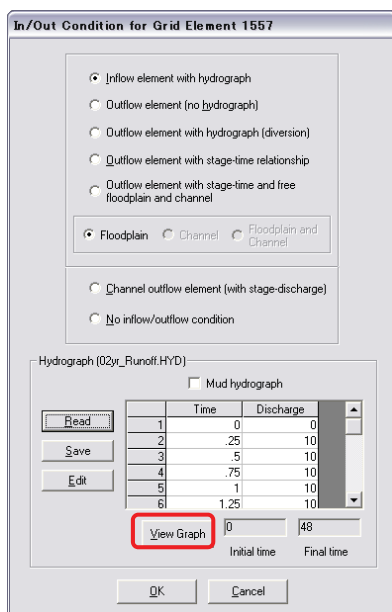 In/Out Condition for Grid Element 1557
Inflow element with hydrograph
Outflow element (no hydrograph)
Outflow element with hydrograph (diversion)
Outflow element with stage-time relationship
Outflow element with stage-time and free
floodplain and channel
Floodplain Channel Floodplain and
Channel
Channel outflow element (with stage-discharge)
No inflow/outflow condition
Hydrograph (02yr_Runoff.HYD)
Mud hydrograph
Read
Save
Edit
Time Discharge
1 0 0
2 .25 10
3 .5 10
4 .75 10
5 1 10
6 1.25 10
View Graph 0 48
Initial time Final time
OK Cancel